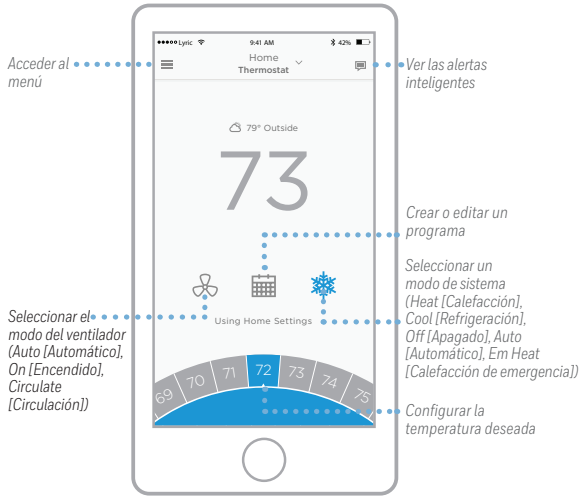 Lyric
9:41 AM
42%
Home
Thermostat
Acceder al
menú
Ver las alertas
inteligentes
79° Outside
73
Crear o editar un
programa
Seleccionar un
modo de sistema
(Heat [Calefacción],
Cool [Refrigeración],
Off [Apagado], Auto
[Automático], Em Heat
[Calefacción de emergencia])
Seleccionar el
modo del ventilador
(Auto [Automático],
On [Encendido],
Circulate
[Circulación])
Using Home Settings
69 70 71 72 73 74 75
Configurar la
temperatura deseada